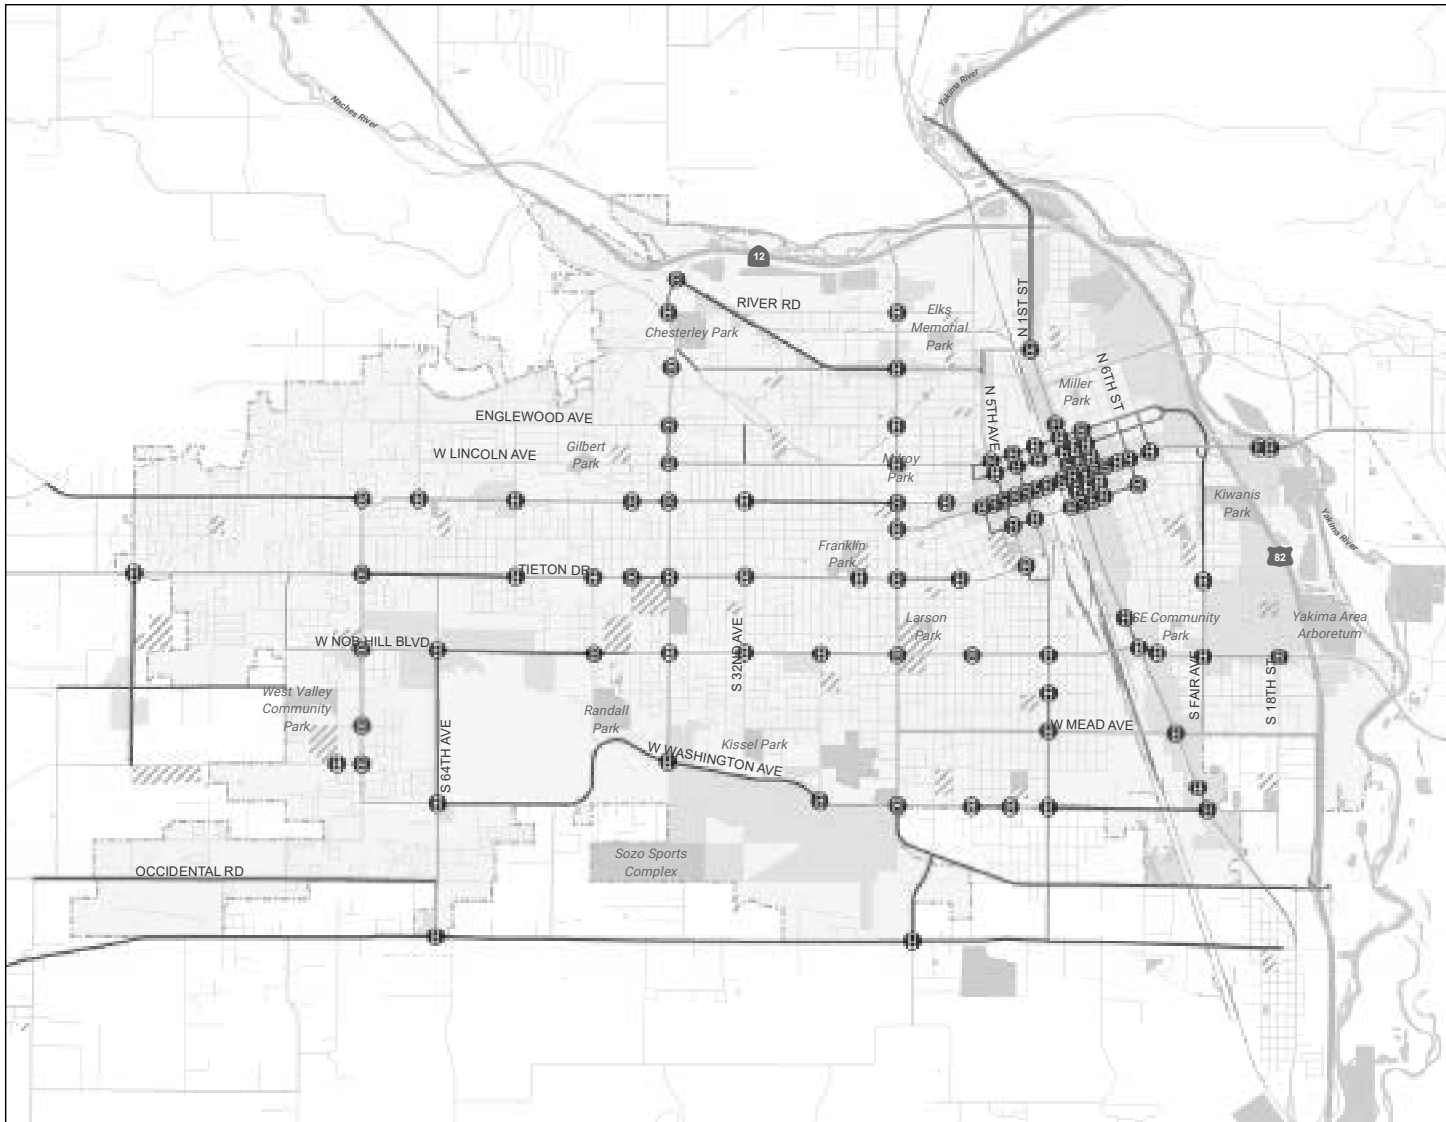 Yakima River
Naches River
12
RIVER RD
N 1ST ST
Elks
Memorial
Park
Chesterley Park
N 6TH ST
Miller
Park
N 5TH AVE
ENGLEWOOD AVE
W LINCOLN AVE
Gilbert
Park
Milroy
Park
Kiwanis
Park
Yakima River
Franklin
Park
82
TIETON DR
Larson
Park
SE Community
Park
Yakima Area
Arboretum
W NOB HILL BLVD
S 32ND AVE
S FAIR AVE
S 18TH ST
West Valley
Community
Park
Randall
Park
W MEAD AVE
S 64TH AVE
Kissel Park
W WASHINGTON AVE
Sozo Sports
Complex
OCCIDENTAL RD